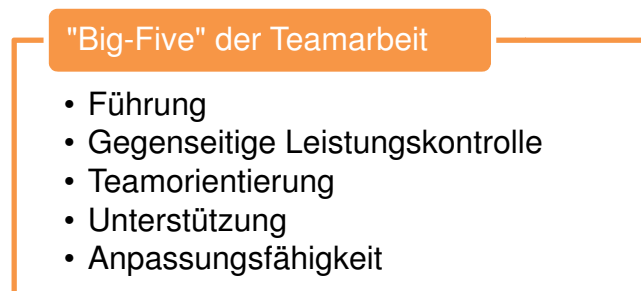 "Big-Five" der Teamarbeit
• Führung
• Gegenseitige Leistungskontrolle
• Teamorientierung
• Unterstützung
• Anpassungsfähigkeit